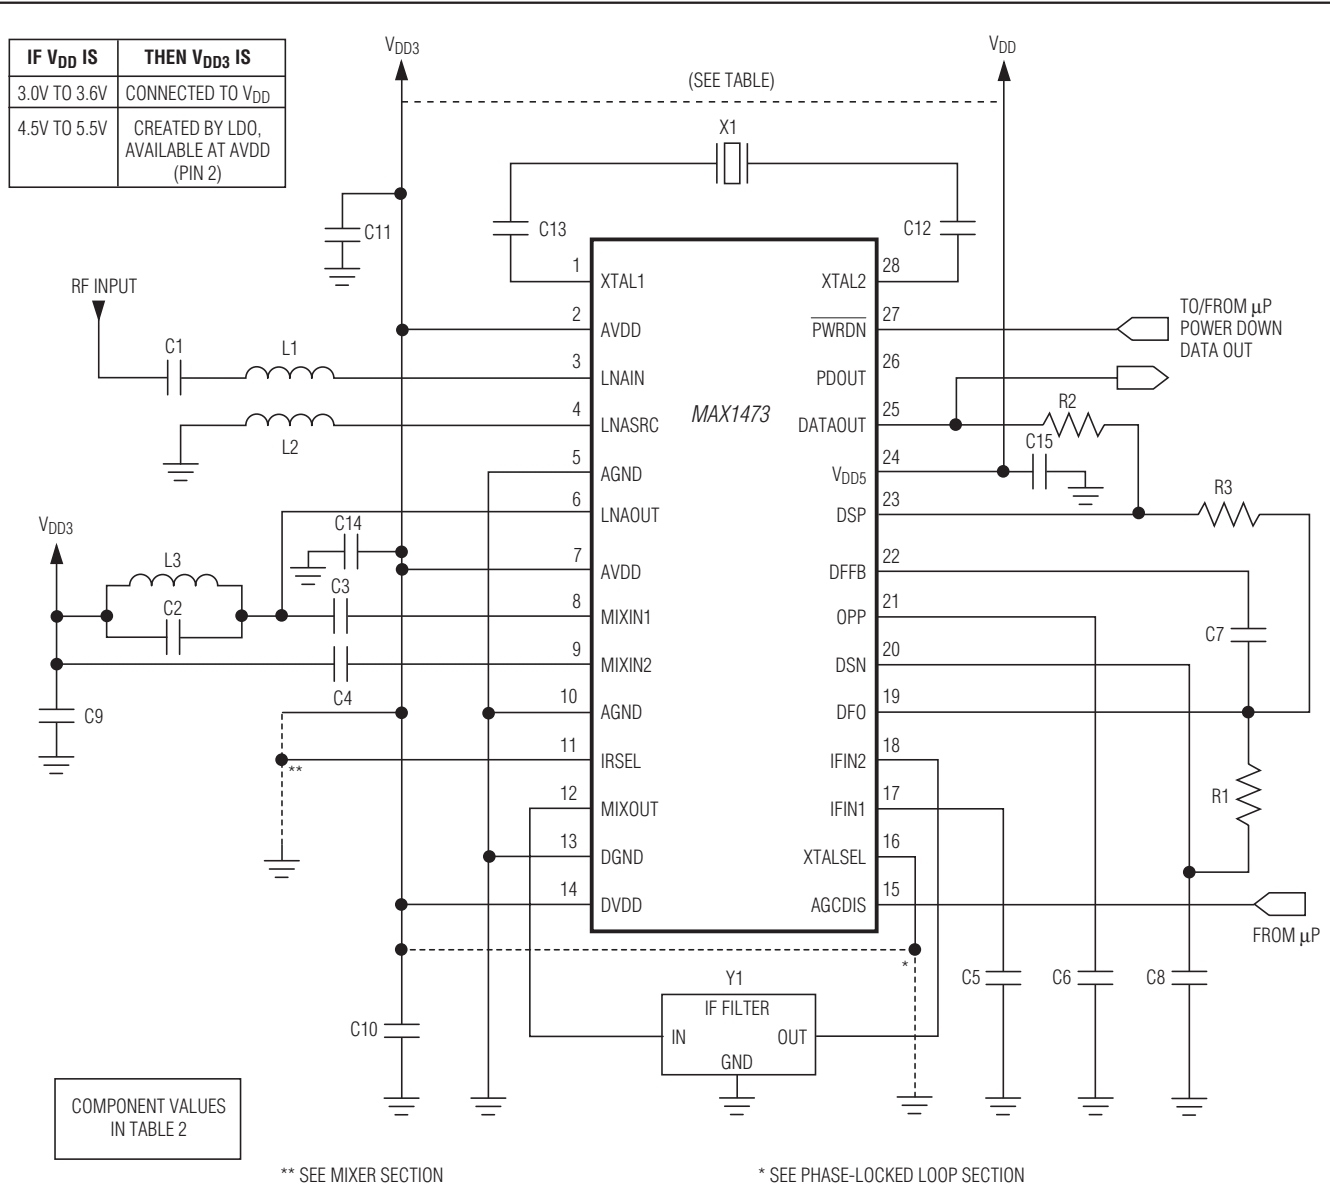 IF VDD IS
THEN VDD3 IS
3.0V TO 3.6V
CONNECTED TO VDD
4.5V TO 5.5V
CREATED BY LDO,
AVAILABLE AT AVDD
(PIN 2)
VDD3
VDD
(SEE TABLE)
X1
C11
C13
C12
RF INPUT
C1
L1
L2
1
XTAL1
2
AVDD
3
LNAIN
4
LNASRC
5
AGND
6
LNAOUT
7
AVDD
8
MIXIN1
9
MIXIN2
10
AGND
11
IRSEL
12
MIXOUT
13
DGND
14
DVDD
MAX1473
28
XTAL2
27
PWRDN
26
PDOUT
25
DATAOUT
24
VDD5
23
DSP
22
DFFB
21
OPP
20
DSN
19
DFO
18
IFIN2
17
IFIN1
16
XTALSEL
15
AGCDIS
TO/FROM µP
POWER DOWN
DATA OUT
R2
C15
R3
VDD3
L3
C2
C14
C3
C4
C9
**
C7
R1
FROM µP
*
C5
C6
C8
C10
Y1
IF FILTER
IN
OUT
GND
COMPONENT VALUES
IN TABLE 2
** SEE MIXER SECTION
* SEE PHASE-LOCKED LOOP SECTION